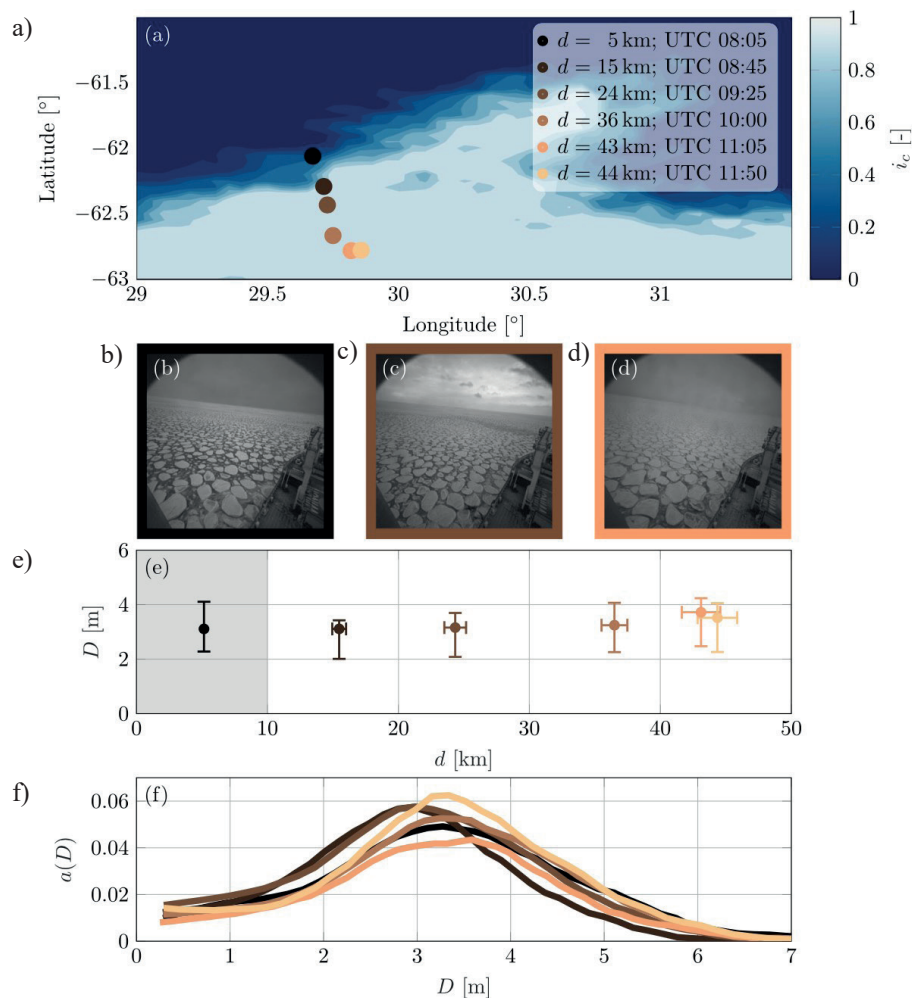 a)
(a)
d = 5 km; UTC 08:05
d = 15 km; UTC 08:45
d = 24 km; UTC 09:25
d = 36 km; UTC 10:00
d = 43 km; UTC 11:05
d = 44 km; UTC 11:50
Latitude [°]
−61.5
−62
−62.5
−63
29
29.5
30
30.5
31
Longitude [°]
1
0.8
0.6
0.4
0.2
0
i_c [-]
b)
(b)
c)
(c)
d)
(d)
e)
(e)
D [m]
6
4
2
0
0
10
20
30
40
50
d [km]
f)
(f)
a(D)
0.06
0.04
0.02
0
0
1
2
3
4
5
6
7
D [m]